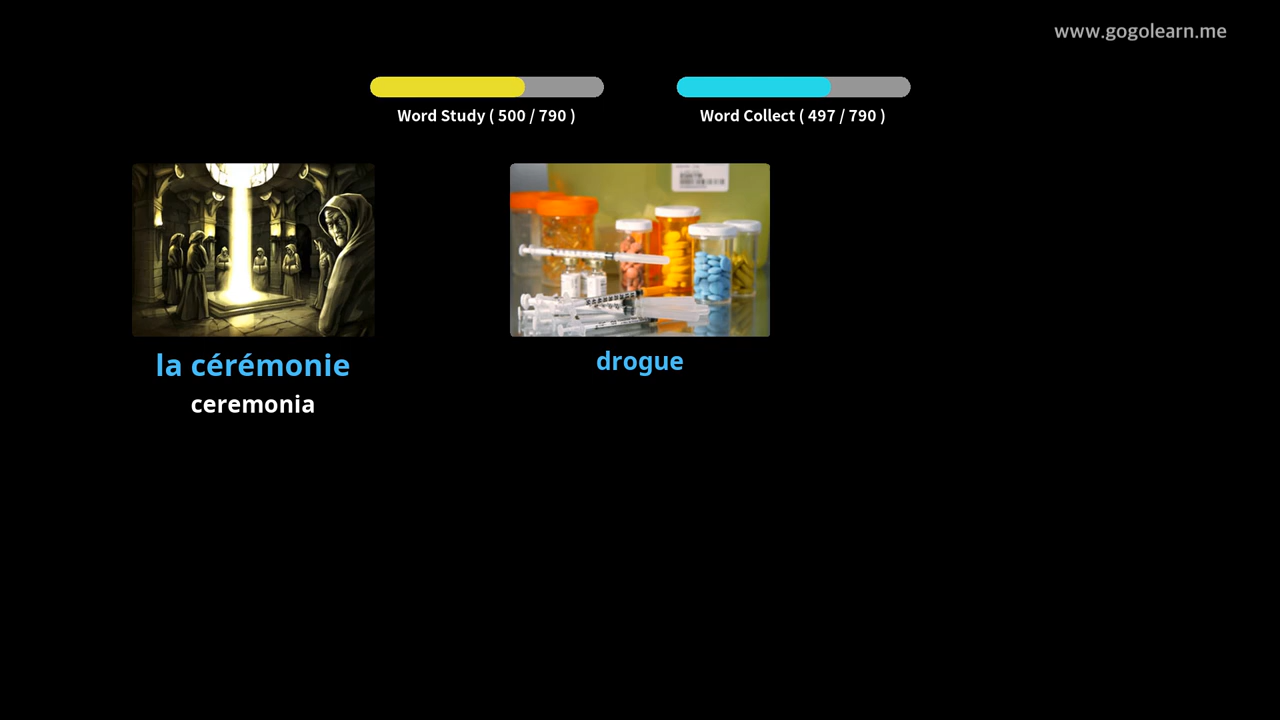 www.gogolearn.me
Word Study ( 500 / 790 )
Word Collect ( 497 / 790 )
la cérémonie
ceremonia
drogue